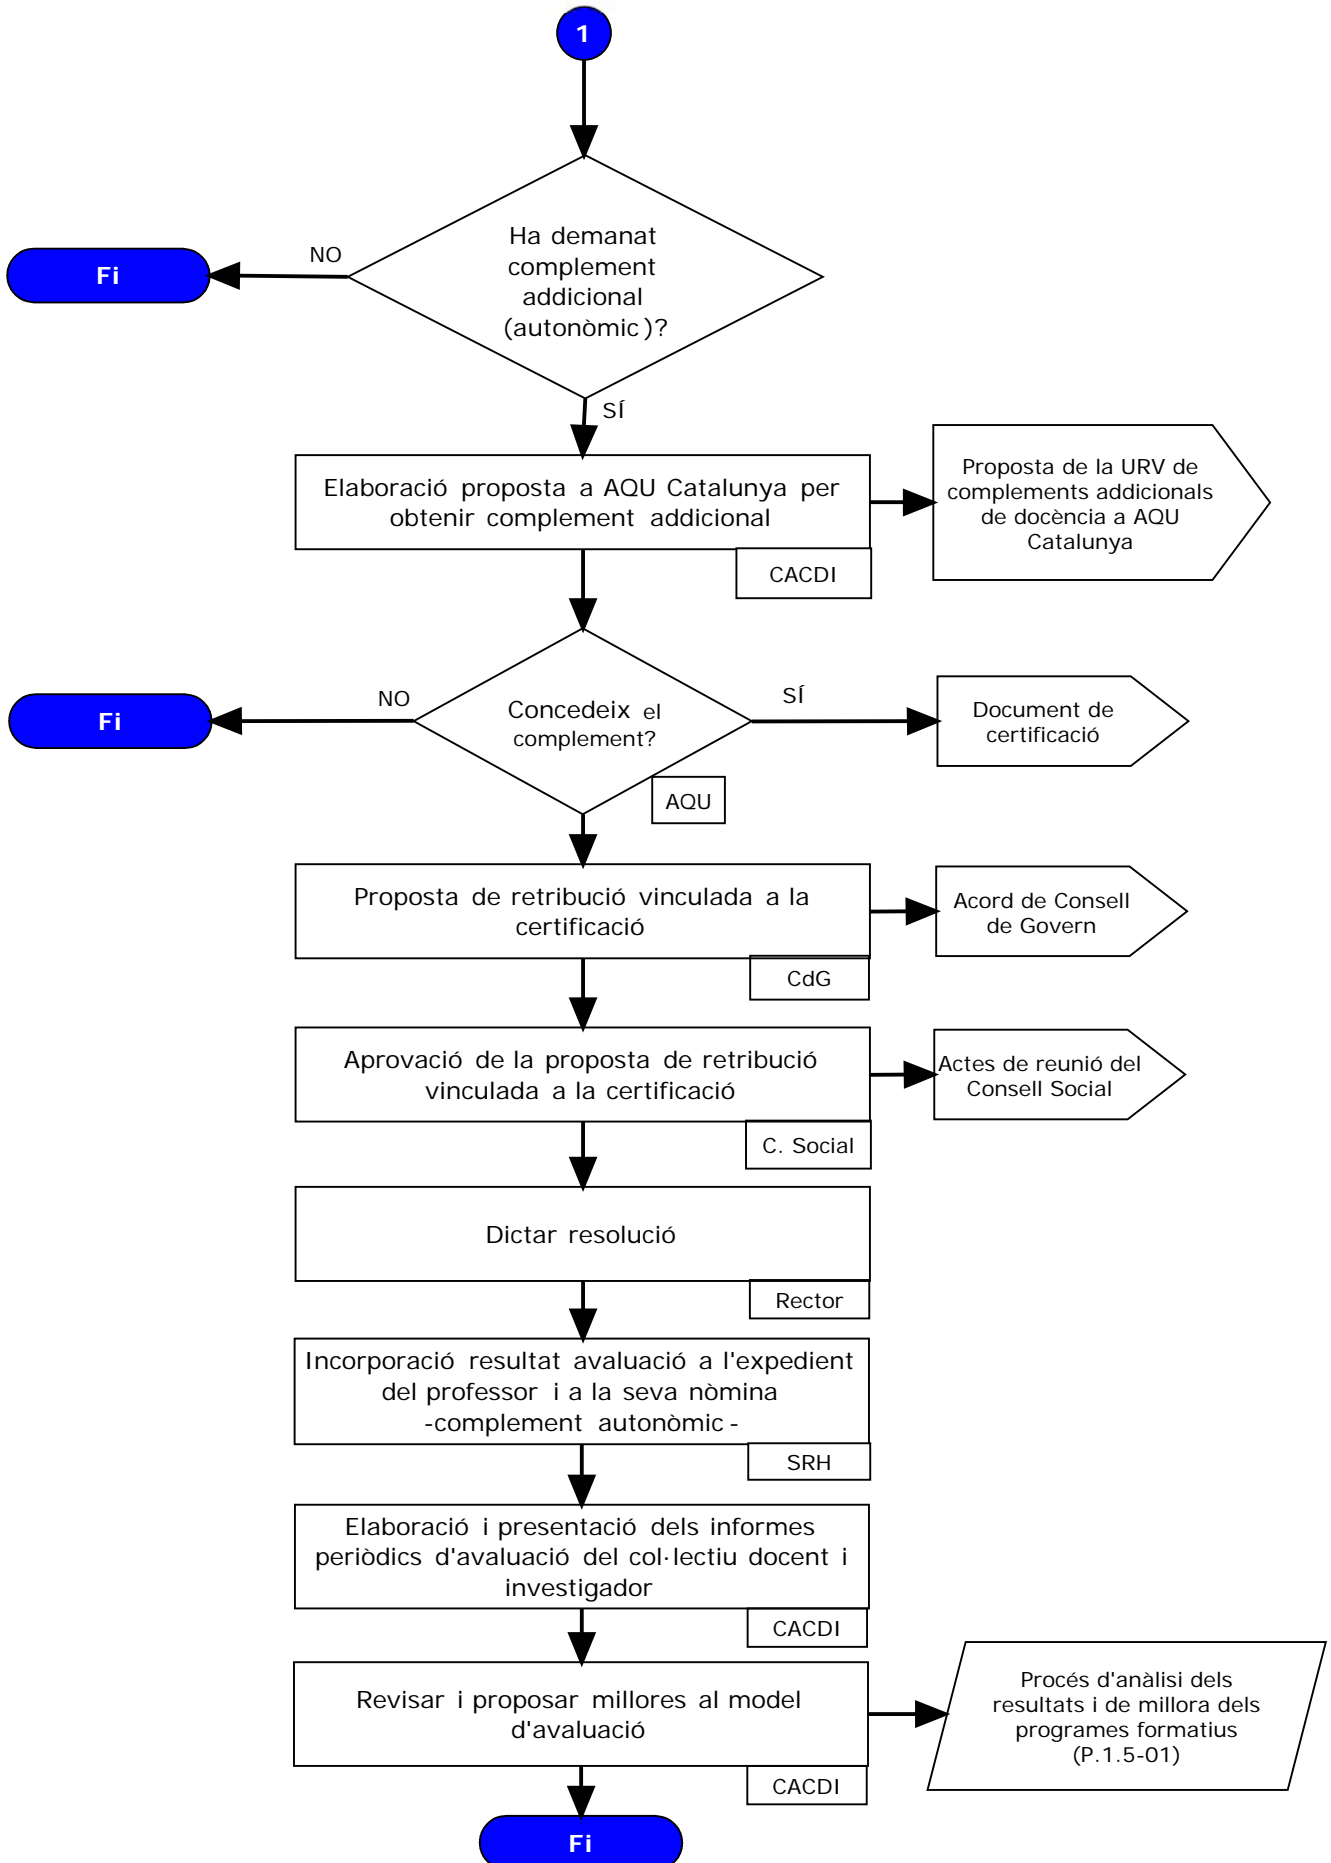 1
Ha demanat
complement
addicional
(autonòmic)?
NO
Fi
SÍ
Elaboració proposta a AQU Catalunya per
obtenir complement addicional
CACDI
Proposta de la URV de
complements addicionals
de docència a AQU
Catalunya
Concedeix el
complement?
AQU
NO
Fi
SÍ
Document de
certificació
Proposta de retribució vinculada a la
certificació
CdG
Acord de Consell
de Govern
Aprovació de la proposta de retribució
vinculada a la certificació
C. Social
Actes de reunió del
Consell Social
Dictar resolució
Rector
Incorporació resultat avaluació a l'expedient
del professor i a la seva nòmina
-complement autonòmic-
SRH
Elaboració i presentació dels informes
periòdics d'avaluació del col·lectiu docent i
investigador
CACDI
Revisar i proposar millores al model
d'avaluació
CACDI
Procés d'anàlisi dels
resultats i de millora dels
programes formatius
(P.1.5-01)
Fi